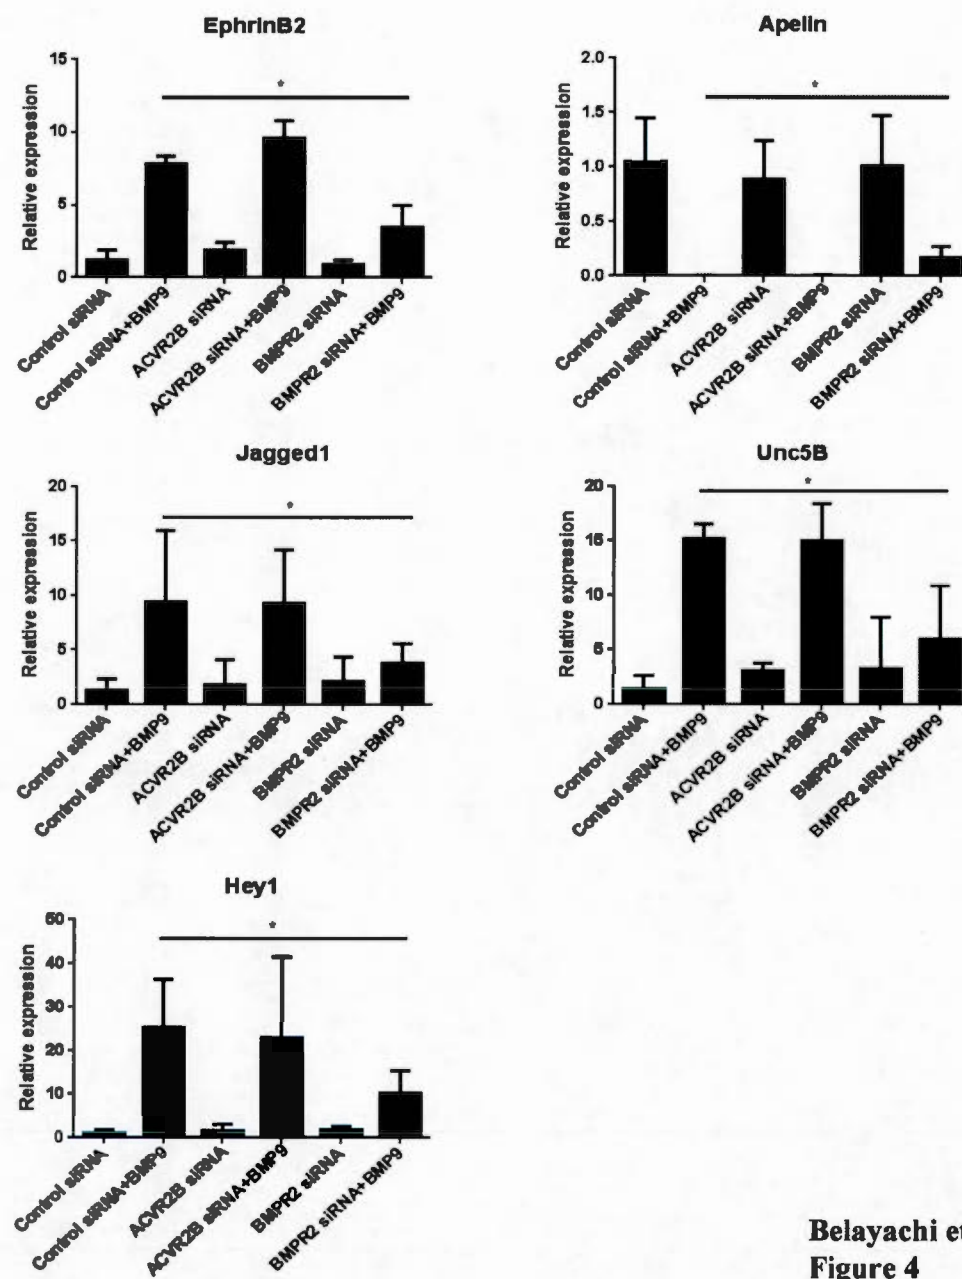 EphrinB2
Relative expression
15
10
5
0
*
Control siRNA
Control siRNA+BMP9
ACVR2B siRNA
ACVR2B siRNA+BMP9
BMPR2 siRNA
BMPR2 siRNA+BMP9
Apelin
Relative expression
2.0
1.5
1.0
0.5
0.0
*
Control siRNA
Control siRNA+BMP9
ACVR2B siRNA
ACVR2B siRNA+BMP9
BMPR2 siRNA
BMPR2 siRNA+BMP9
Jagged1
Relative expression
20
15
10
5
0
*
Control siRNA
Control siRNA+BMP9
ACVR2B siRNA
ACVR2B siRNA+BMP9
BMPR2 siRNA
BMPR2 siRNA+BMP9
Unc5B
Relative expression
20
15
10
5
0
*
Control siRNA
Control siRNA+BMP9
ACVR2B siRNA
ACVR2B siRNA+BMP9
BMPR2 siRNA
BMPR2 siRNA+BMP9
Hey1
Relative expression
50
40
30
20
10
0
*
Control siRNA
Control siRNA+BMP9
ACVR2B siRNA
ACVR2B siRNA+BMP9
BMPR2 siRNA
BMPR2 siRNA+BMP9
Belayachi et
Figure 4